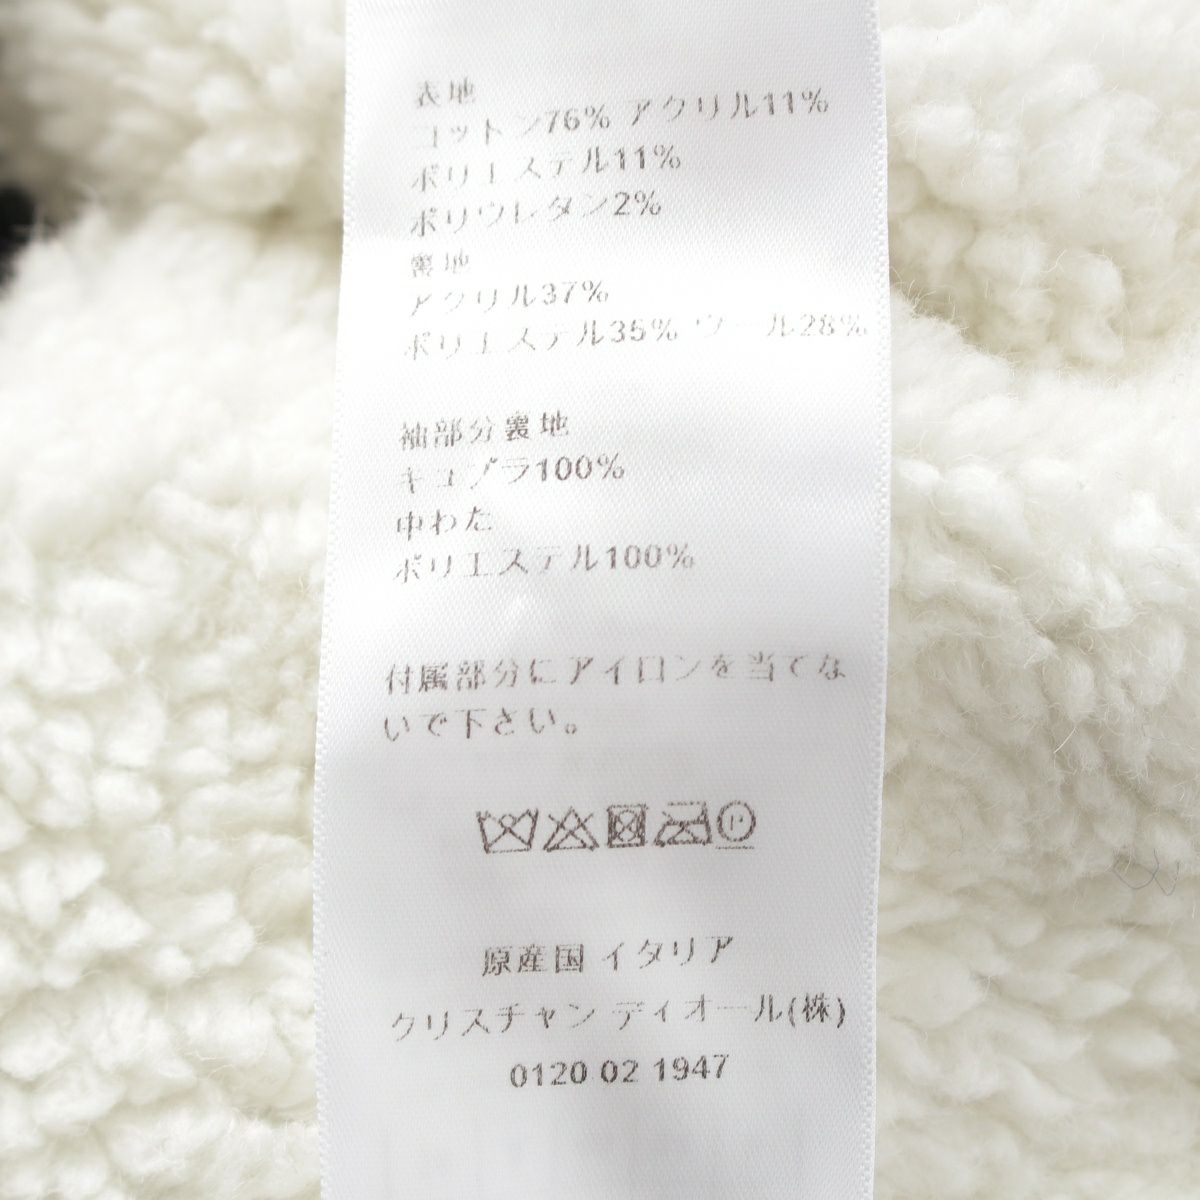 表地
コットン76% アクリル11%
ポリエステル11%
ポリウレタン2%
裏地
アクリル37%
ポリエステル35% ウール28%
袖部分裏地
キュプラ100%
中わた
ポリエステル100%
付属部分にアイロンを当てな
いで下さい。
原産国 イタリア
クリスチャン ディオール(株)
0120 02 1947